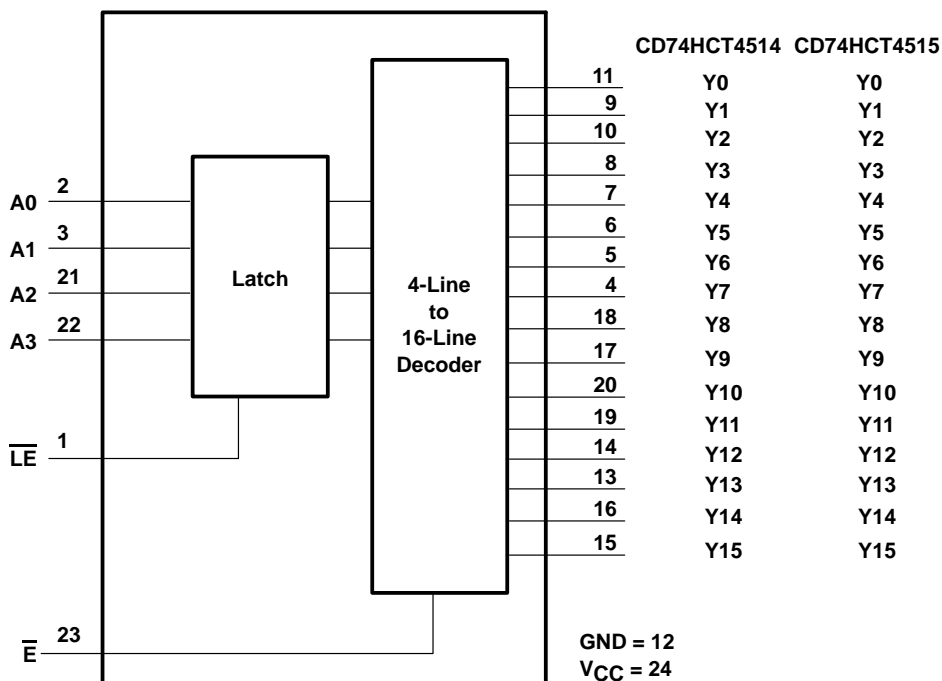 CD74HCT4514 CD74HCT4515
11 Y0 Y0
9 Y1 Y1
10 Y2 Y2
8 Y3 Y3
A0 2
7 Y4 Y4
A1 3
6 Y5 Y5
5 Y6 Y6
A2 21
Latch
4-Line
to
16-Line
Decoder
4 Y7 Y7
A3 22
18 Y8 Y8
17 Y9 Y9
20 Y10 Y10
19 Y11 Y11
LE 1
14 Y12 Y12
13 Y13 Y13
16 Y14 Y14
15 Y15 Y15
E 23
GND = 12
VCC = 24